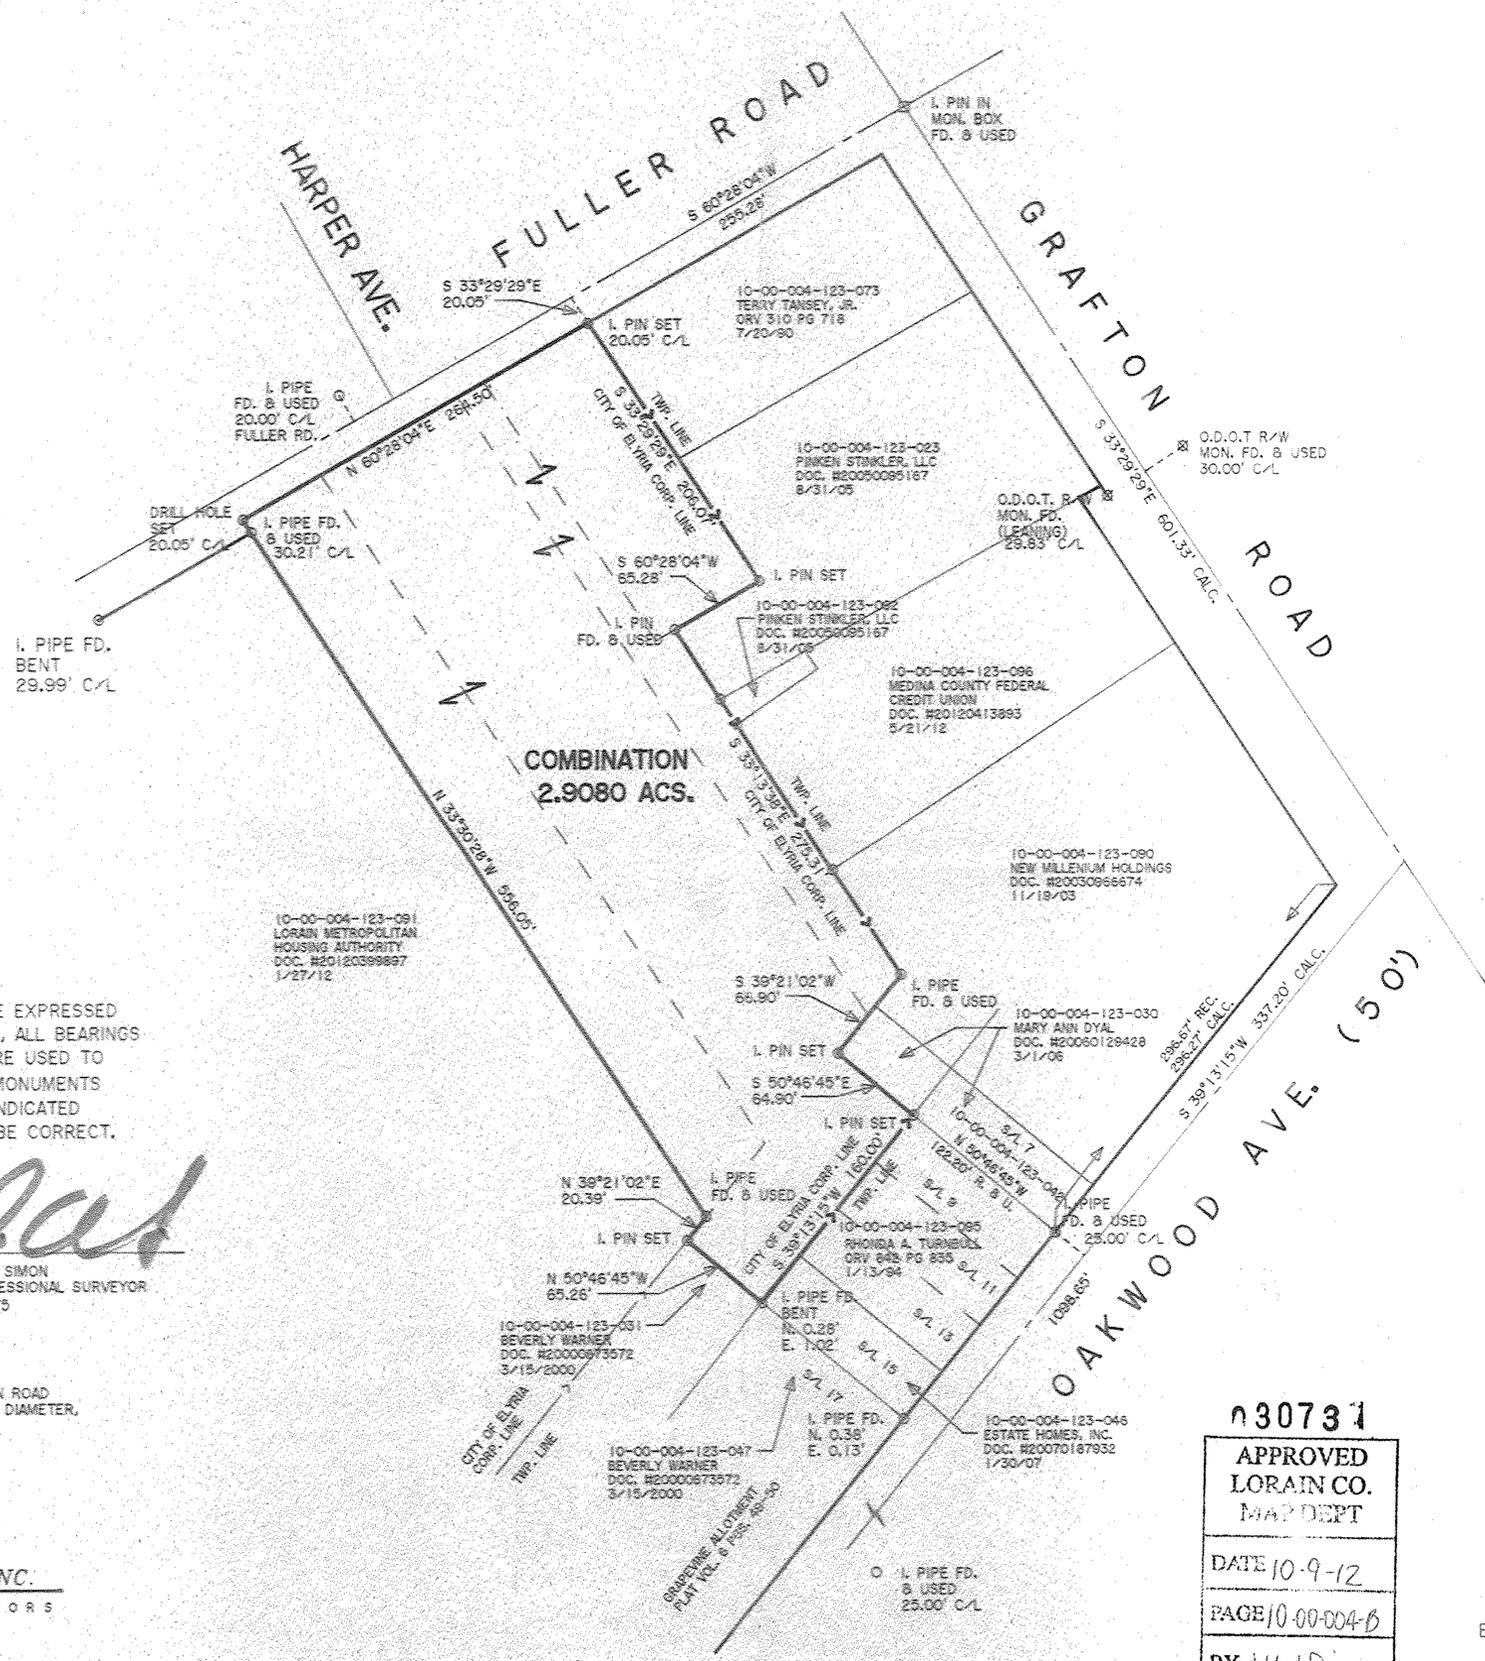 FULLER ROAD
HARPER AVE.
GRAFTON ROAD
OAKWOOD AVE. (50')
I. PIN IN
MON. BOX
FD. & USED
S 60°28'04"W
255.28'
S 33°29'29"E
20.05'
I. PIN SET
20.05' C/L
10-00-004-123-073
TERRY TANSEY, JR.
ORV 310 PG 718
7/20/90
I. PIPE
FD. & USED
20.00' C/L
FULLER RD.
N 60°28'04"E 264.50'
TWP. LINE
S 33°29'29"E 206.07'
CITY OF ELYRIA CORP. LINE
10-00-004-123-023
PINKEN STINKLER, LLC
DOC. #20050095167
8/31/05
S 33°29'29"E 601.33' CALC.
O.D.O.T R/W
MON. FD. & USED
30.00' C/L
O.D.O.T. R/W
MON. FD.
(LEANING)
29.83' C/L
DRILL HOLE
SET
20.05' C/L
I. PIPE FD.
& USED
30.21' C/L
S 60°28'04"W
65.28'
I. PIN SET
I. PIN
FD. & USED
10-00-004-123-092
PINKEN STINKLER, LLC
DOC. #20050095167
8/31/05
I. PIPE FD.
BENT
29.99' C/L
10-00-004-123-096
MEDINA COUNTY FEDERAL
CREDIT UNION
DOC. #20120413893
5/21/12
COMBINATION
2.9080 ACS.
TWP. LINE
S 33°13'38"E 275.31'
CITY OF ELYRIA CORP. LINE
N 33°30'28"W 556.05'
10-00-004-123-090
NEW MILLENIUM HOLDINGS
DOC. #20030966674
11/19/03
10-00-004-123-091
LORAIN METROPOLITAN
HOUSING AUTHORITY
DOC. #20120399897
1/27/12
296.67' REC.
296.27' CALC.
S 39°13'15"W 337.20' CALC.
S 39°21'02"W
66.90'
I. PIPE
FD. & USED
10-00-004-123-030
MARY ANN DYAL
DOC. #20060129428
3/1/06
I. PIN SET
S 50°46'45"E
64.90'
I. PIN SET
S/L 7
10-00-004-123-042
N 50°46'45"W
122.20' R. & U.
E EXPRESSED
, ALL BEARINGS
RE USED TO
MONUMENTS
NDICATED
BE CORRECT.
N 39°21'02"E
20.39'
I. PIPE
FD. & USED
CITY OF ELYRIA CORP. LINE
S 39°13'15"W 160.00'
TWP. LINE
S/L 9
I. PIPE
FD. & USED
25.00' C/L
I. PIN SET
10-00-004-123-095
RHONDA A. TURNBULL
ORV 842 PG 835
1/13/94
S/L 11
N 50°46'45"W
65.26'
1098.65'
SIMON
ESSIONAL SURVEYOR
75
I. PIPE FD.
BENT
N. 0.28'
E. 1.02'
S/L 13
S/L 15
S/L 17
10-00-004-123-031
BEVERLY WARNER
DOC. #20000673572
3/15/2000
N ROAD
DIAMETER,
CITY OF ELYRIA
CORP. LINE
TWP. LINE
I. PIPE FD.
N. 0.38'
E. 0.13'
10-00-004-123-046
ESTATE HOMES, INC.
DOC. #20070187932
1/30/07
10-00-004-123-047
BEVERLY WARNER
DOC. #20000673572
3/15/2000
GRAPEVINE ALLOTMENT
PLAT VOL. 6 PGS. 49-50
I. PIPE FD.
& USED
25.00' C/L
NC.
ORS
030731
APPROVED
LORAIN CO.
MAP DEPT
DATE 10-9-12
PAGE 10-00-004-B
BY